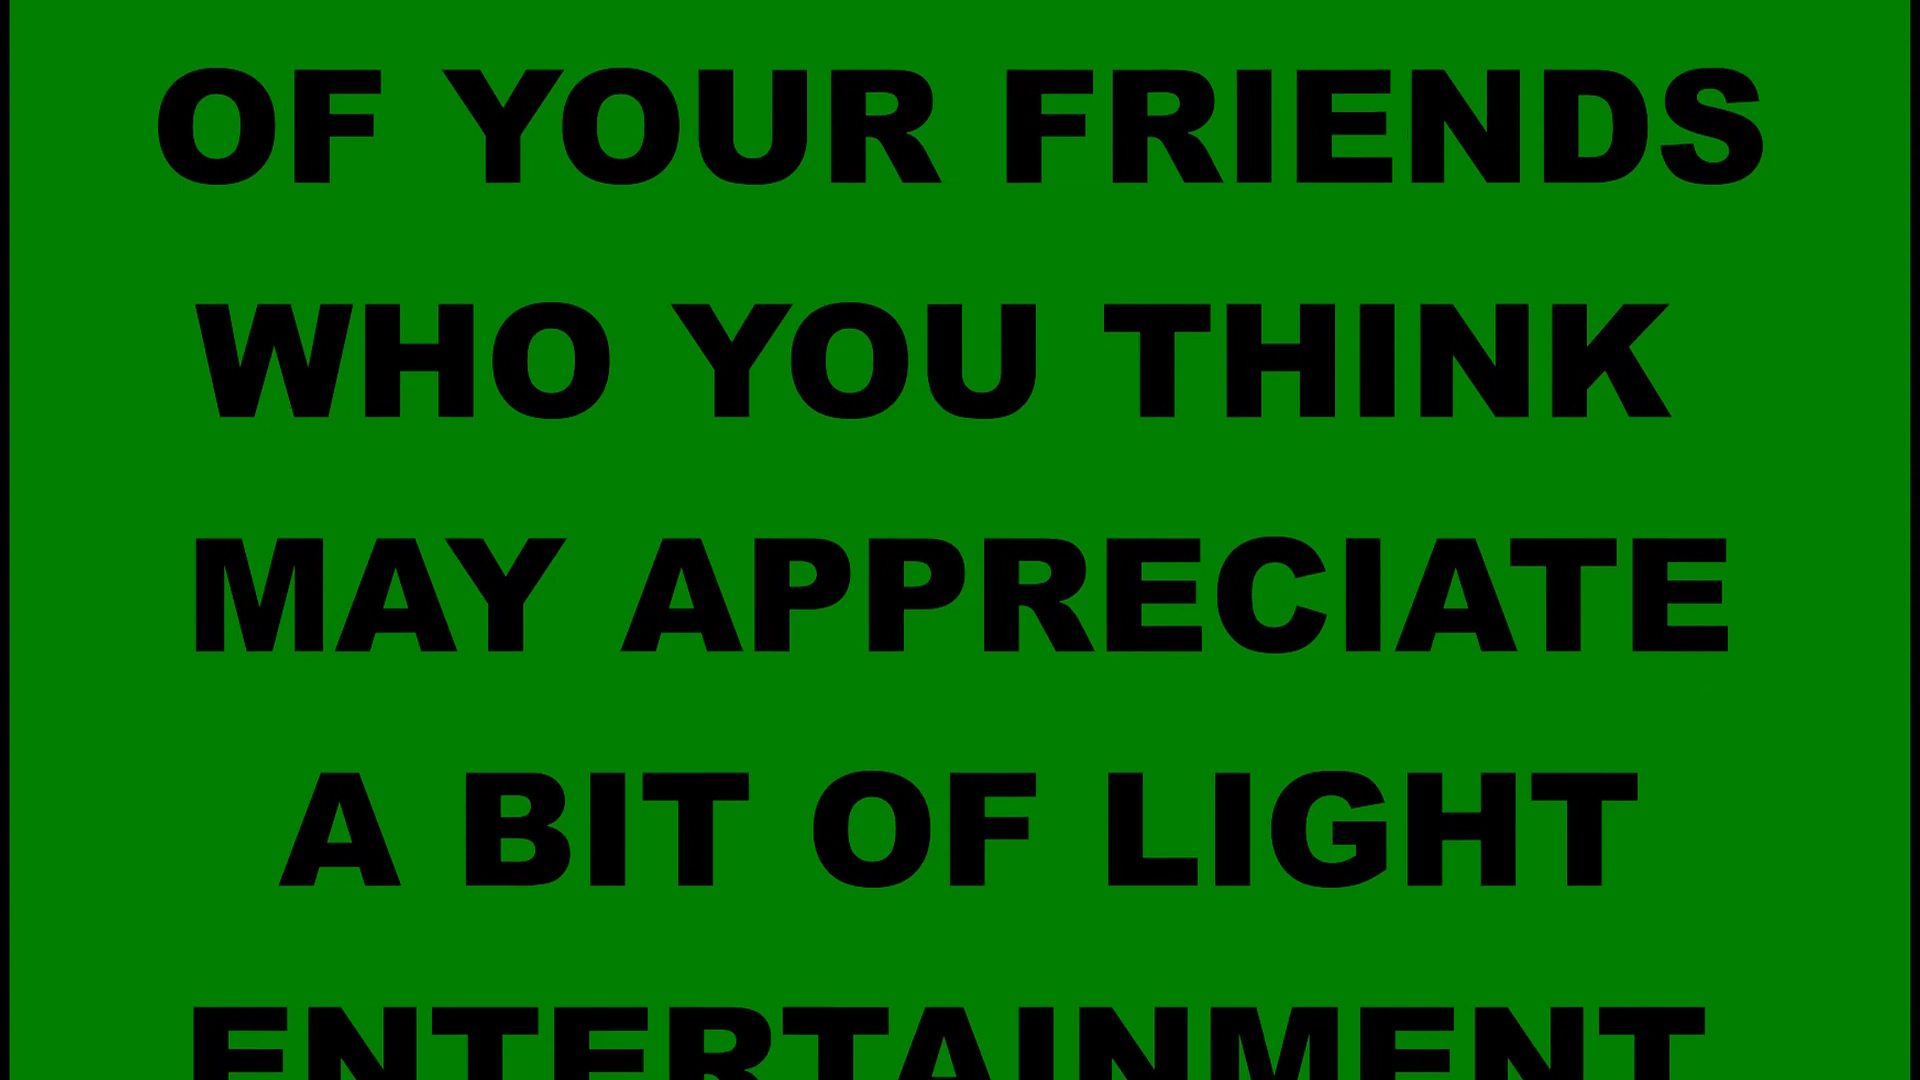 OF YOUR FRIENDS
WHO YOU THINK
MAY APPRECIATE
A BIT OF LIGHT
ENTERTAINMENT